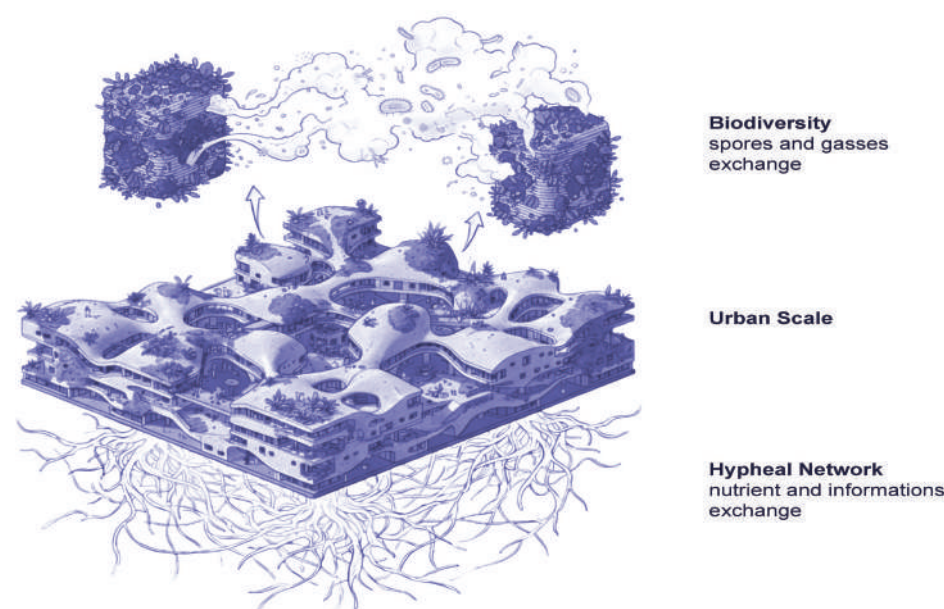 Biodiversity
spores and gasses
exchange
Urban Scale
Hypheal Network
nutrient and informations
exchange